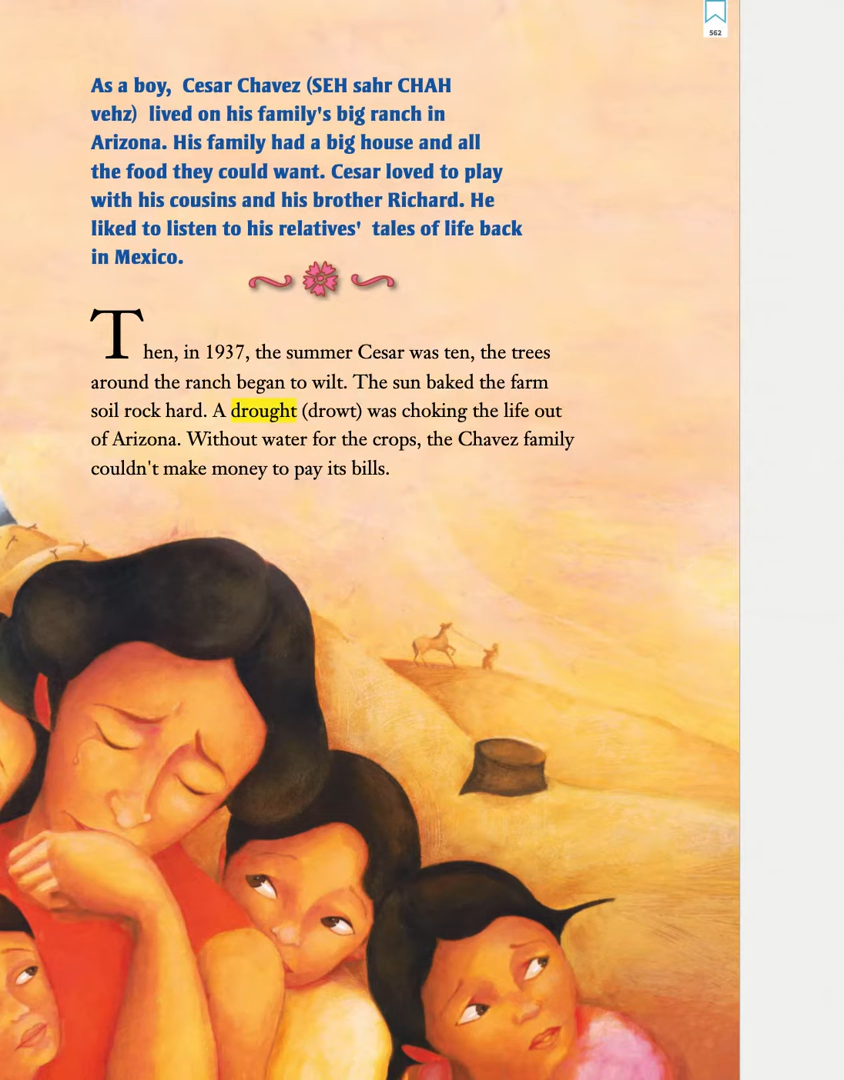 562
As a boy,  Cesar Chavez (SEH sahr CHAH
vehz)  lived on his family's big ranch in
Arizona. His family had a big house and all
the food they could want. Cesar loved to play
with his cousins and his brother Richard. He
liked to listen to his relatives'  tales of life back
in Mexico.
Then, in 1937, the summer Cesar was ten, the trees
around the ranch began to wilt. The sun baked the farm
soil rock hard. A drought (drowt) was choking the life out
of Arizona. Without water for the crops, the Chavez family
couldn't make money to pay its bills.